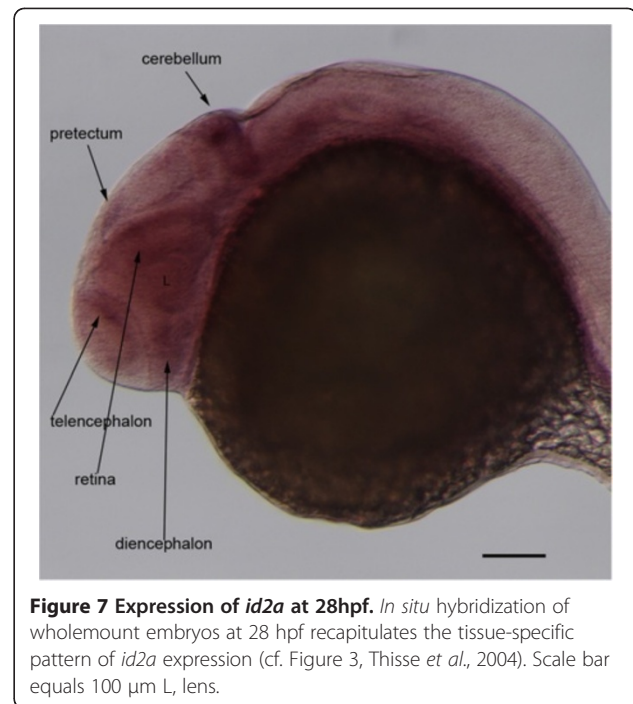 cerebellum
pretectum
L
telencephalon
retina
diencephalon
Figure 7 Expression of id2a at 28hpf. In situ hybridization of
wholemount embryos at 28 hpf recapitulates the tissue-specific
pattern of id2a expression (cf. Figure 3, Thisse et al., 2004). Scale bar
equals 100 μm L, lens.